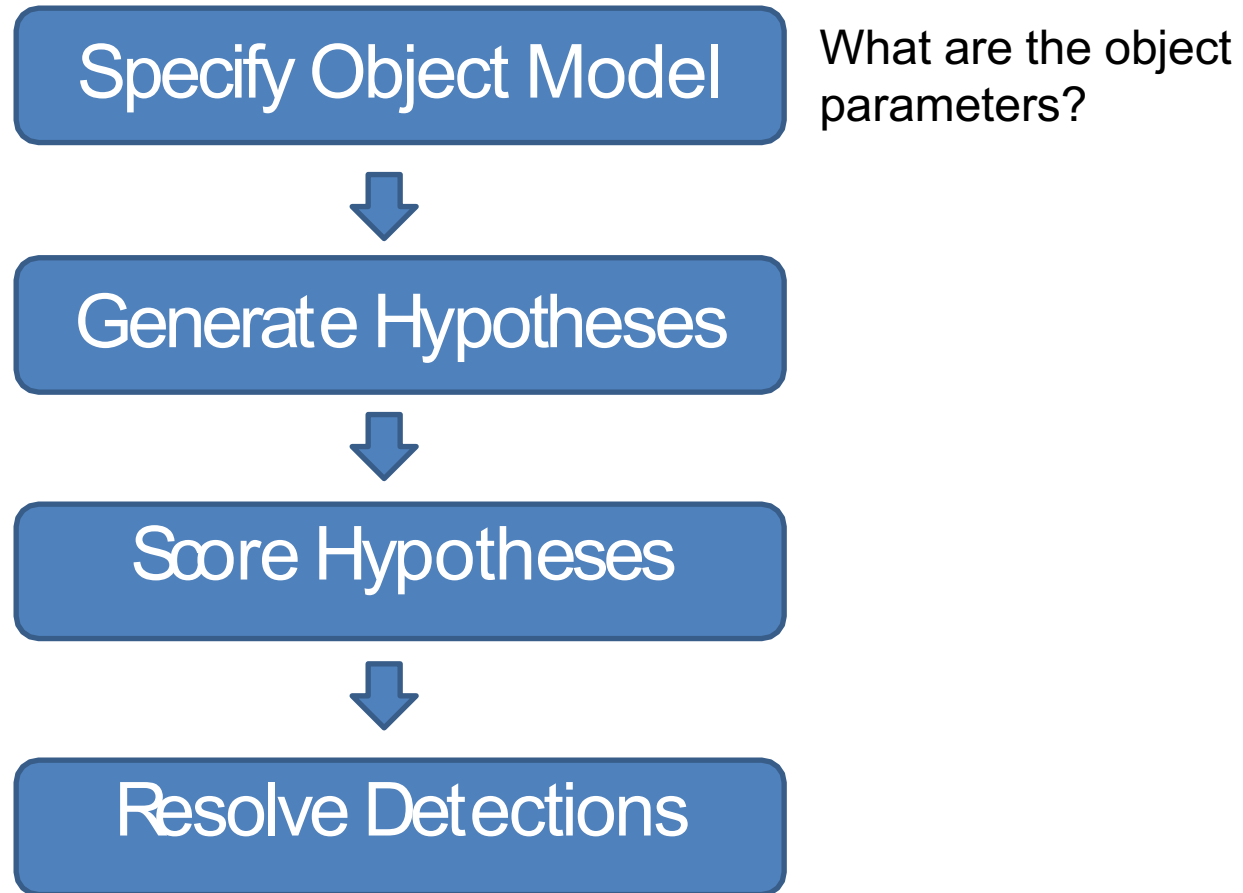 Specify Object Model
What are the object
parameters?
Generate Hypotheses
Score Hypotheses
Resolve Detections